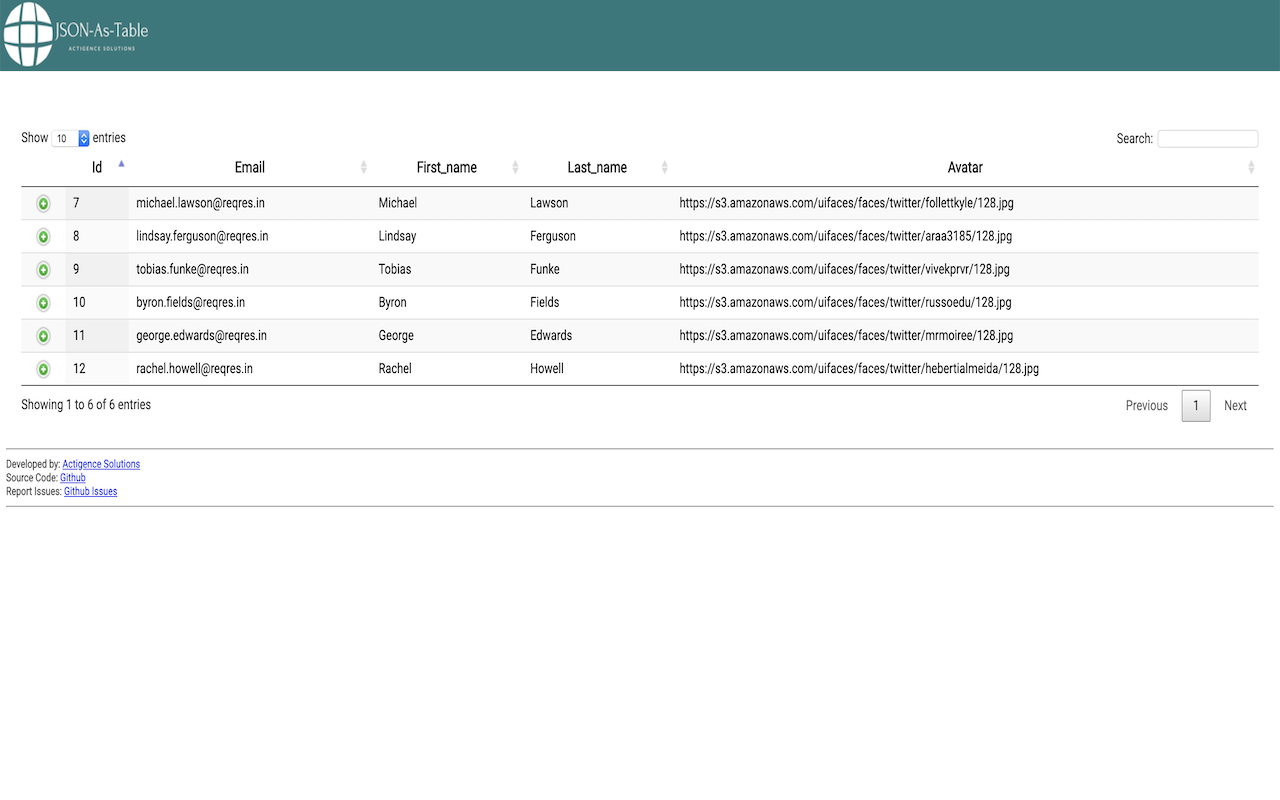 JSON-As-Table
ACTIGENCE SOLUTIONS
Show 10 entries Search:
Id Email First_name Last_name Avatar
7 michael.lawson@reqres.in Michael Lawson https://s3.amazonaws.com/uifaces/faces/twitter/follettkyle/128.jpg
8 lindsay.ferguson@reqres.in Lindsay Ferguson https://s3.amazonaws.com/uifaces/faces/twitter/araa3185/128.jpg
9 tobias.funke@reqres.in Tobias Funke https://s3.amazonaws.com/uifaces/faces/twitter/vivekprvr/128.jpg
10 byron.fields@reqres.in Byron Fields https://s3.amazonaws.com/uifaces/faces/twitter/russoedu/128.jpg
11 george.edwards@reqres.in George Edwards https://s3.amazonaws.com/uifaces/faces/twitter/mrmoiree/128.jpg
12 rachel.howell@reqres.in Rachel Howell https://s3.amazonaws.com/uifaces/faces/twitter/hebertialmeida/128.jpg
Showing 1 to 6 of 6 entries Previous 1 Next
Developed by: Actigence Solutions
Source Code: Github
Report Issues: Github Issues